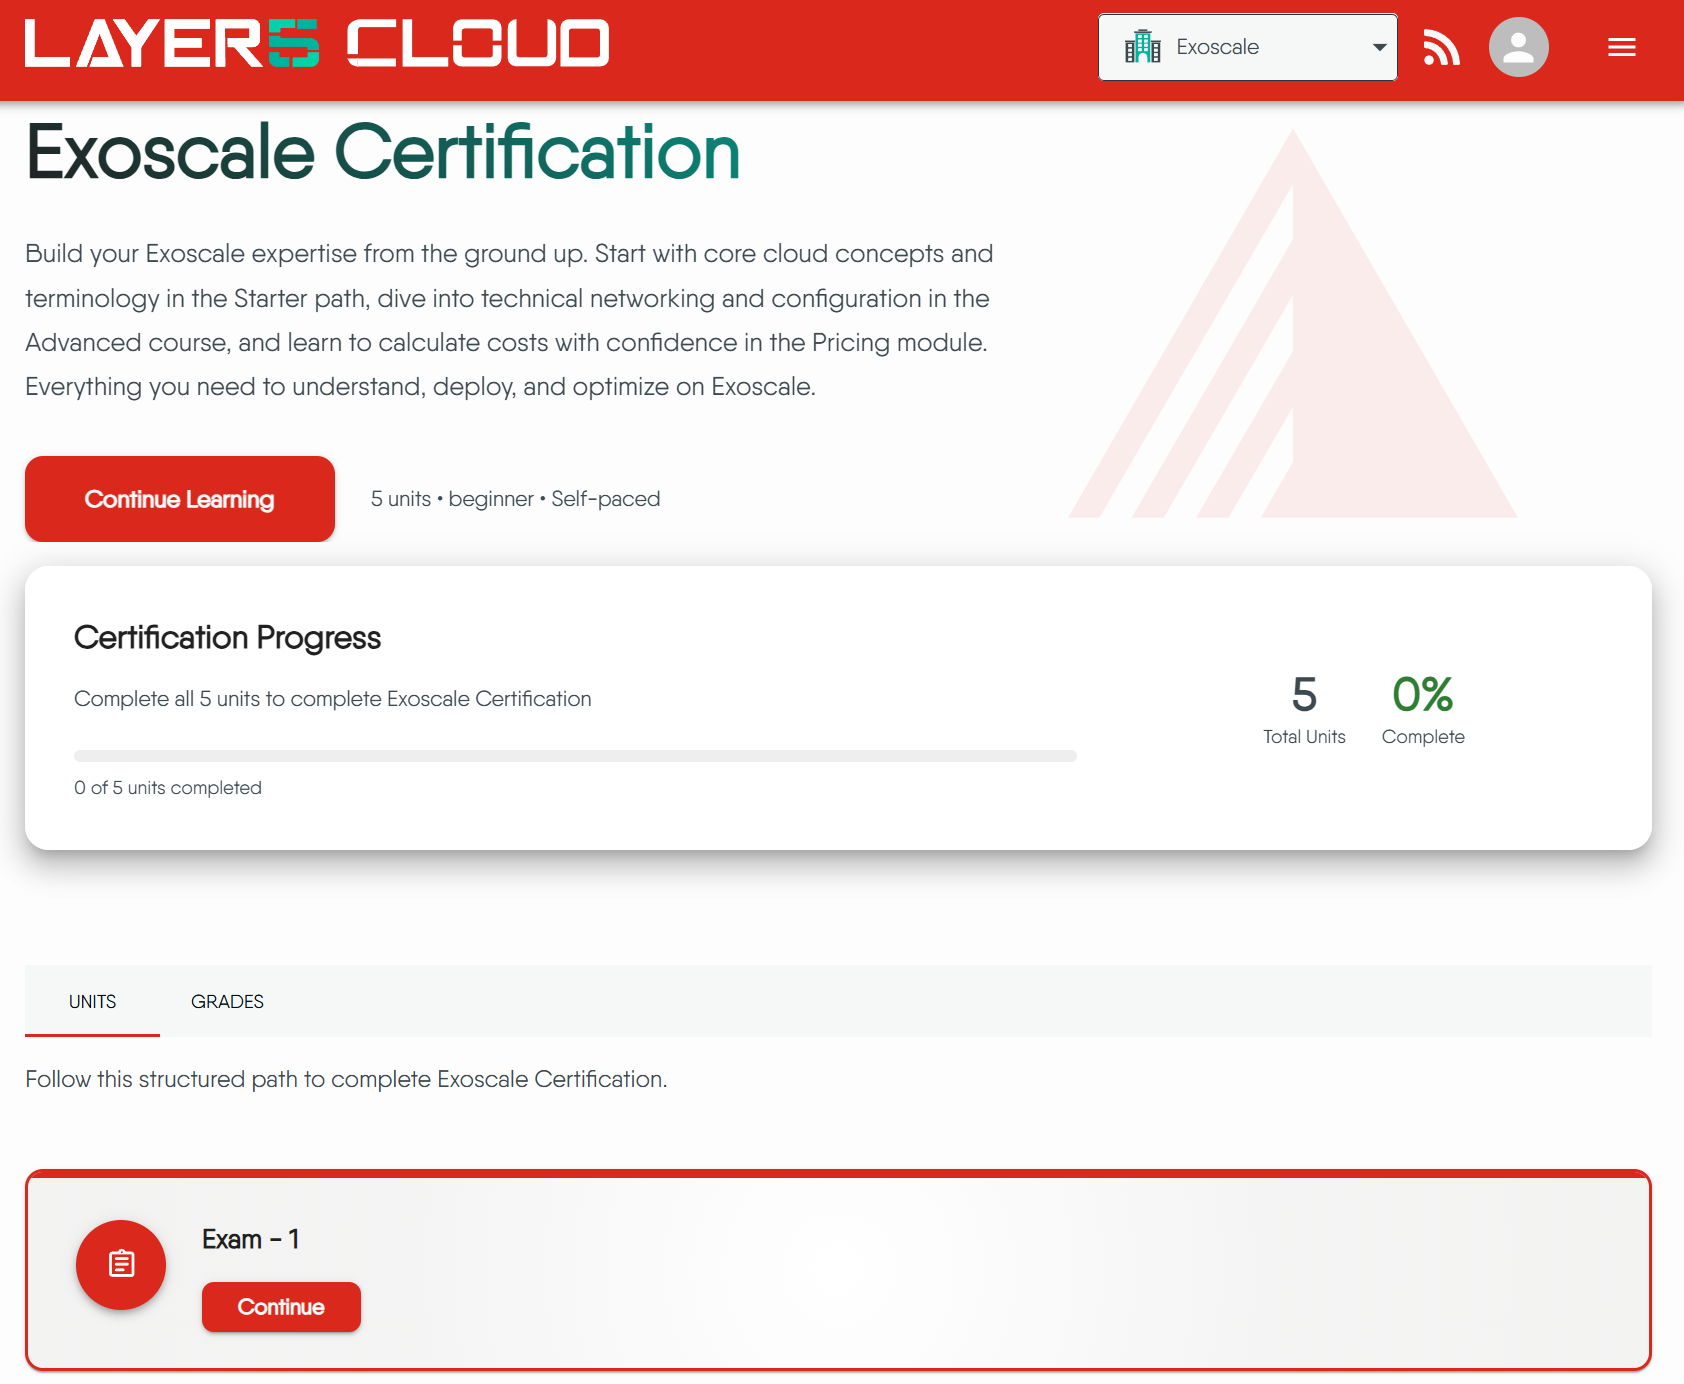 LAYER5 CLOUD
Exoscale
Exoscale Certification
Build your Exoscale expertise from the ground up. Start with core cloud concepts and
terminology in the Starter path, dive into technical networking and configuration in the
Advanced course, and learn to calculate costs with confidence in the Pricing module.
Everything you need to understand, deploy, and optimize on Exoscale.
Continue Learning
5 units • beginner • Self-paced
Certification Progress
Complete all 5 units to complete Exoscale Certification
0 of 5 units completed
5
Total Units
0%
Complete
UNITS
GRADES
Follow this structured path to complete Exoscale Certification.
Exam - 1
Continue